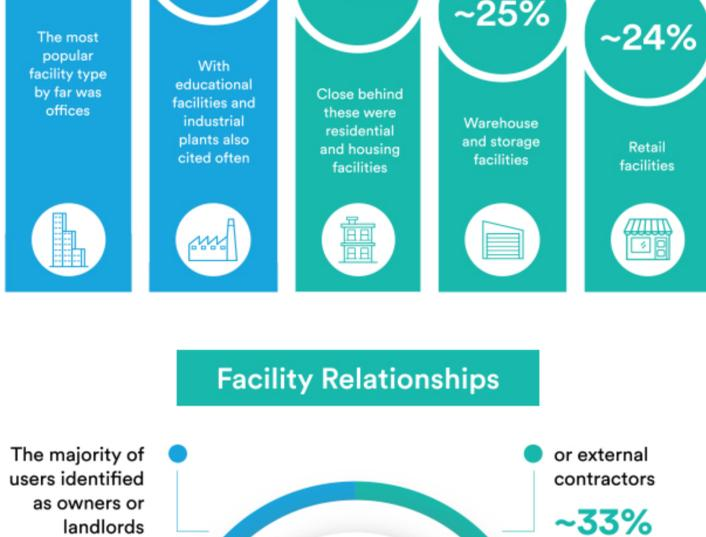 The most
popular
facility type
by far was
offices
With
educational
facilities and
industrial
plants also
cited often
Close behind
these were
residential
and housing
facilities
~25%
Warehouse
and storage
facilities
~24%
Retail
facilities
Facility Relationships
The majority of
users identified
as owners or
landlords
or external
contractors
~33%